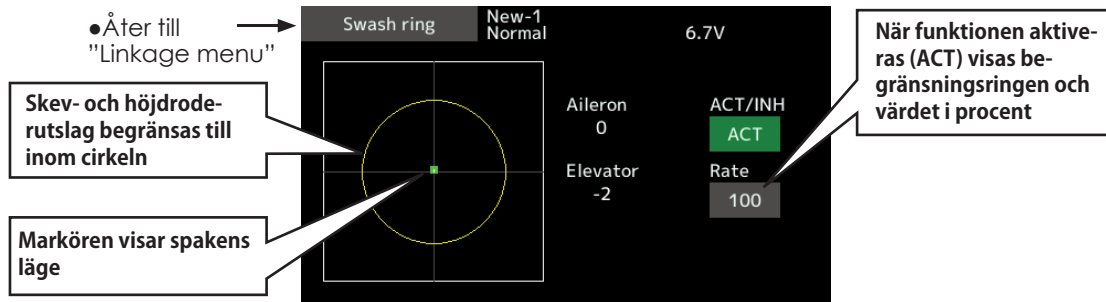 ●Åter till
”Linkage menu”
Skev- och höjdrode-
rutslag begränsas till
inom cirkeln
Markören visar spakens
läge
Swash ring
New-1
Normal
6.7V
Aileron
0
Elevator
-2
ACT/INH
ACT
Rate
100
När funktionen aktive-
ras (ACT) visas be-
gränsningsringen och
värdet i procent